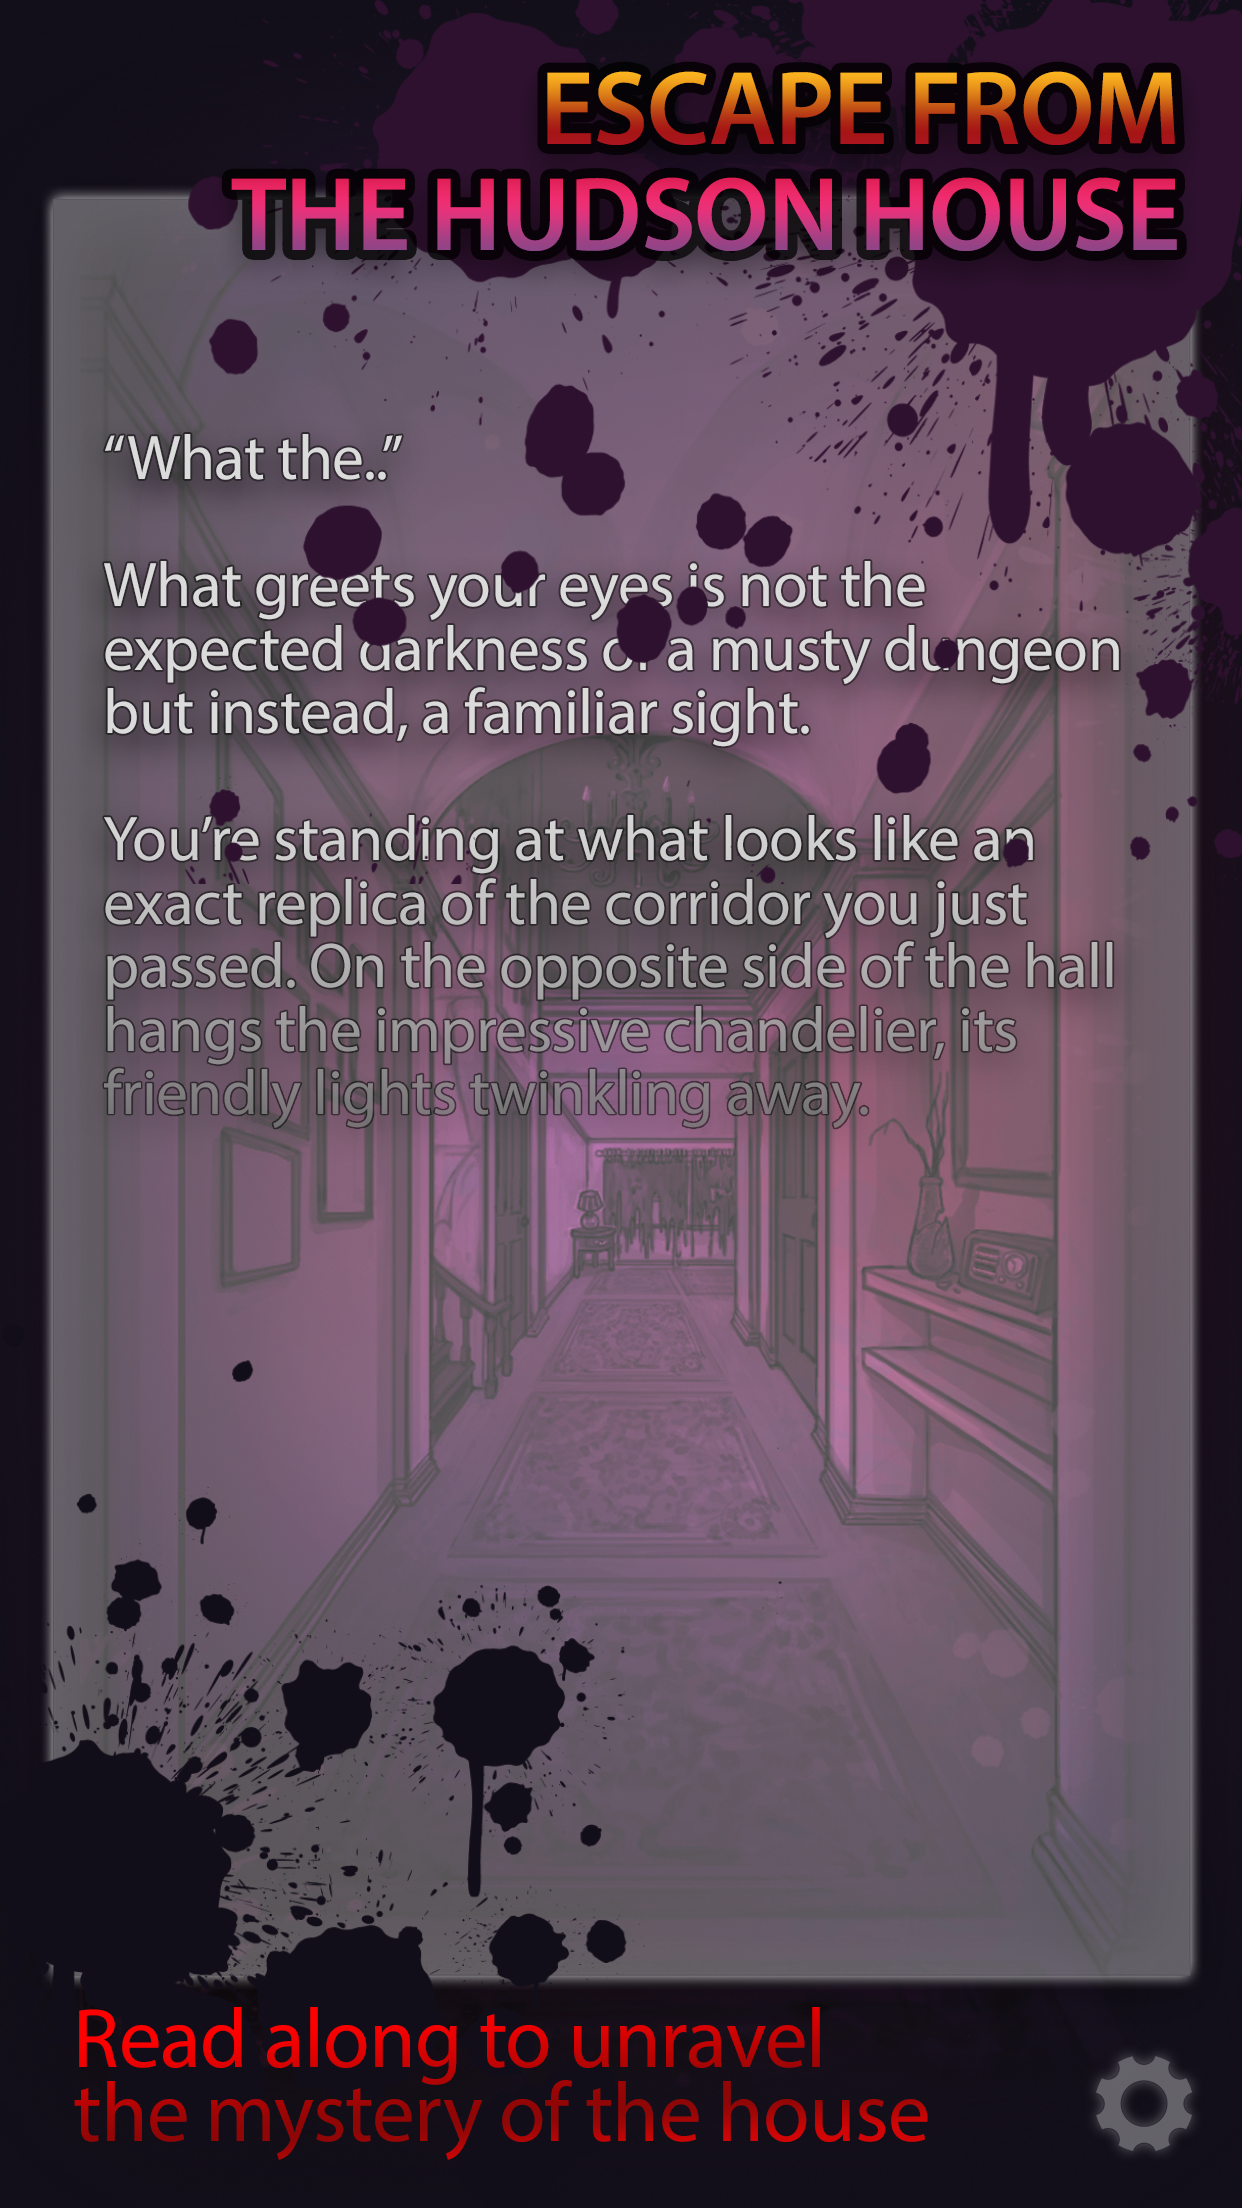 ESCAPE FROM
THE HUDSON HOUSE
“What the..”
What greets your eyes is not the
expected darkness of a musty dungeon
but instead, a familiar sight.
You’re standing at what looks like an
exact replica of the corridor you just
passed. On the opposite side of the hall
hangs the impressive chandelier, its
friendly lights twinkling away.
Read along to unravel
the mystery of the house